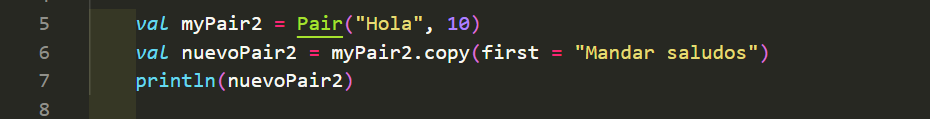 5 val myPair2 = Pair("Hola", 10)
6 val nuevoPair2 = myPair2.copy(first = "Mandar saludos")
7 println(nuevoPair2)
8